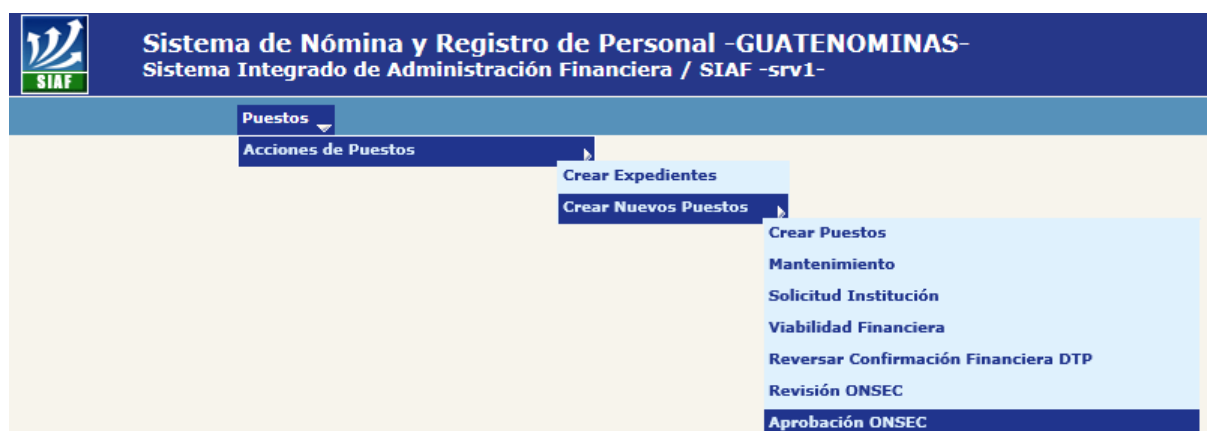 SIAF
Sistema de Nómina y Registro de Personal -GUATENOMINAS-
Sistema Integrado de Administración Financiera / SIAF -srv1-
Puestos
Acciones de Puestos
Crear Expedientes
Crear Nuevos Puestos
Crear Puestos
Mantenimiento
Solicitud Institución
Viabilidad Financiera
Reversar Confirmación Financiera DTP
Revisión ONSEC
Aprobación ONSEC